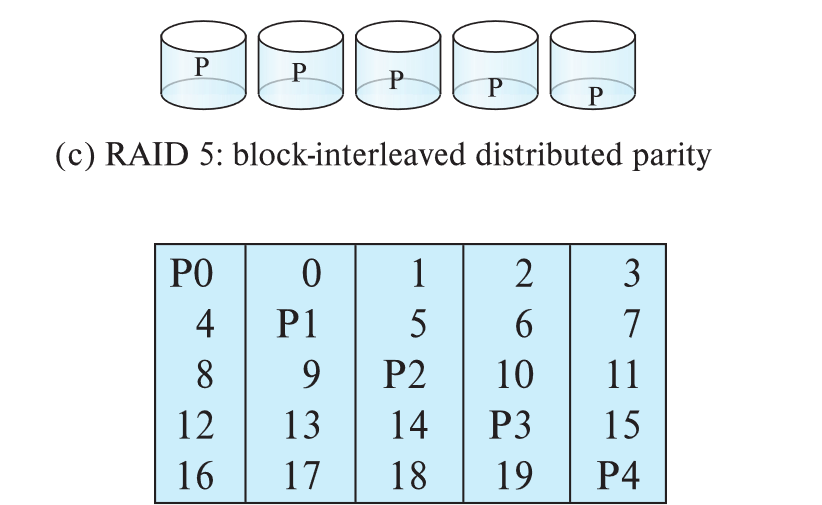 P P P P P
(c) RAID 5: block-interleaved distributed parity
P0 0 1 2 3
4 P1 5 6 7
8 9 P2 10 11
12 13 14 P3 15
16 17 18 19 P4